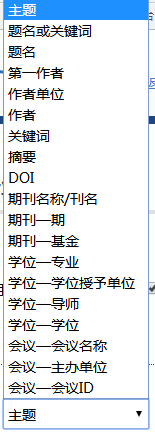 主题
题名或关键词
题名
第一作者
作者单位
作者
关键词
摘要
DOI
期刊名称/刊名
期刊—期
期刊—基金
学位—专业
学位—学位授予单位
学位—导师
学位—学位
会议—会议名称
会议—主办单位
会议—会议ID
主题